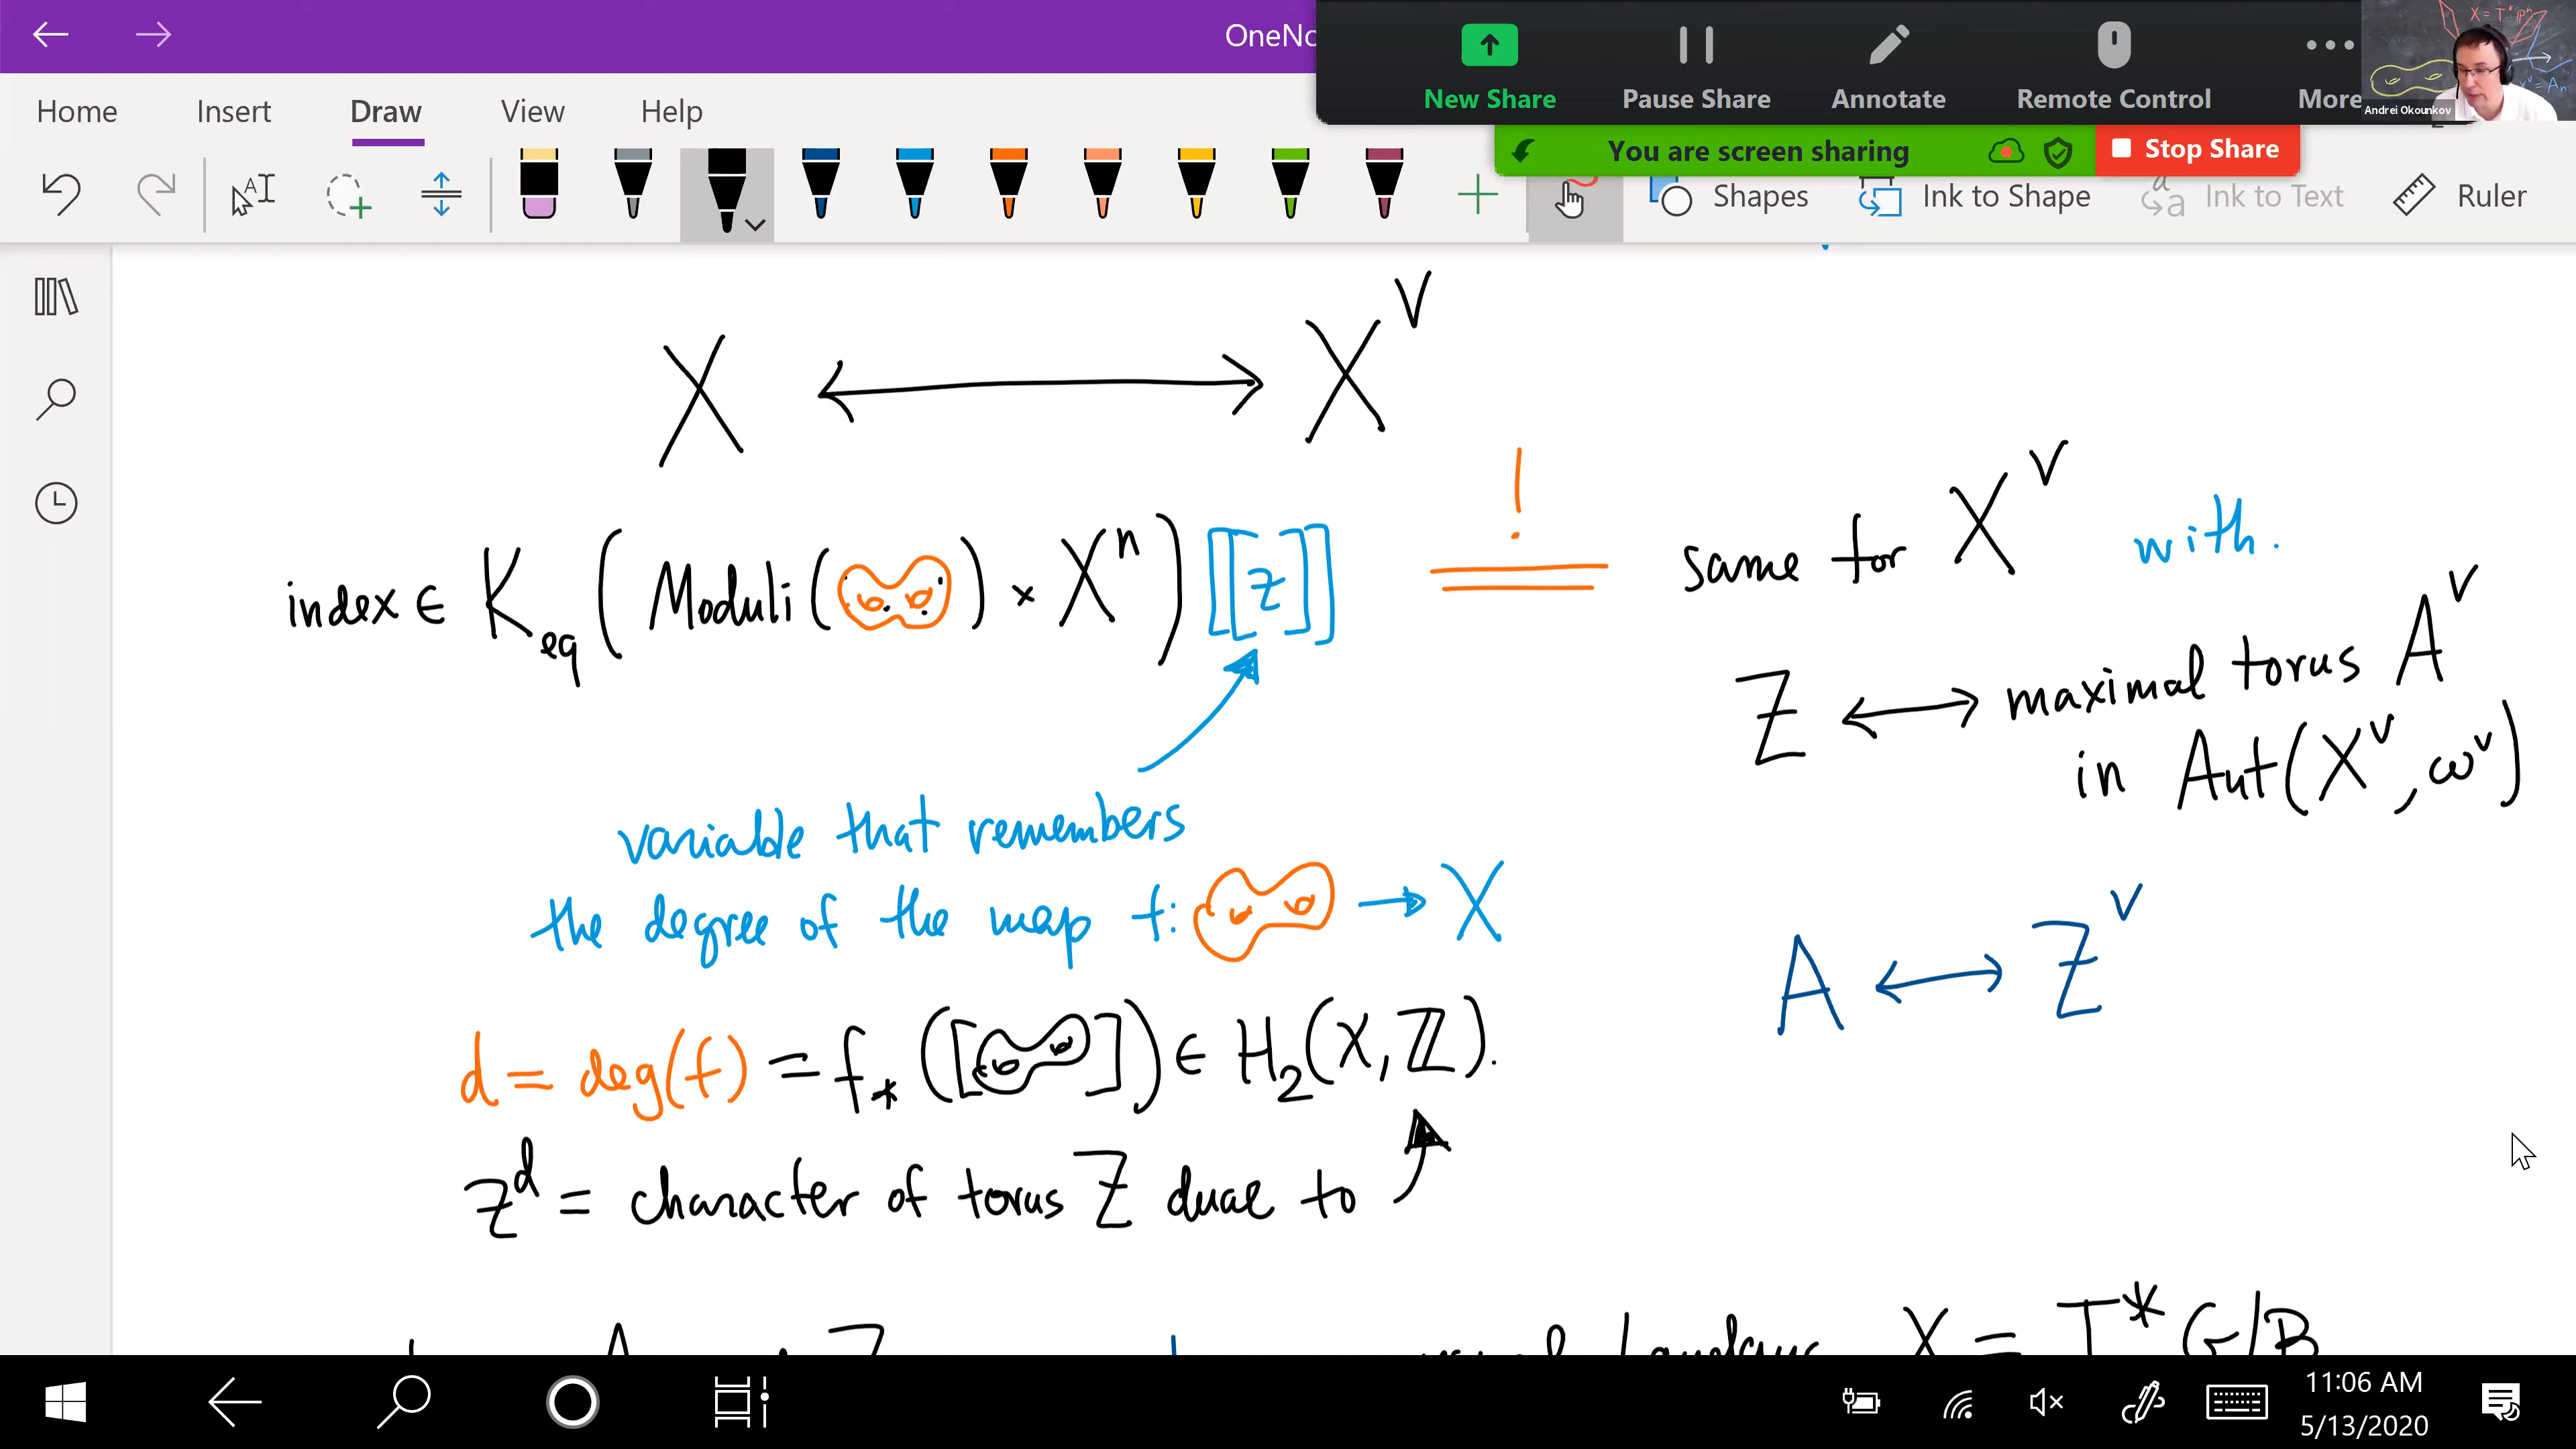 OneNo
New Share
Pause Share
Annotate
Remote Control
More
Andrei Okounkov
Home Insert Draw View Help
You are screen sharing
Stop Share
Shapes
Ink to Shape
Ink to Text
Ruler
X ⟷ X^∨
index ∈ K_eq ( Moduli ( ) × X^n ) [[z]] = ! same for X^∨ with.
Z ⟷ maximal torus A^∨
in Aut(X^∨, ω^∨)
variable that remembers
the degree of the map f: → X
A ⟷ Z^∨
d = deg(f) = f_* ([ ]) ∈ H_2(X, ℤ).
z^d = character of torus Z dual to
X = T* G/B
11:06 AM
5/13/2020